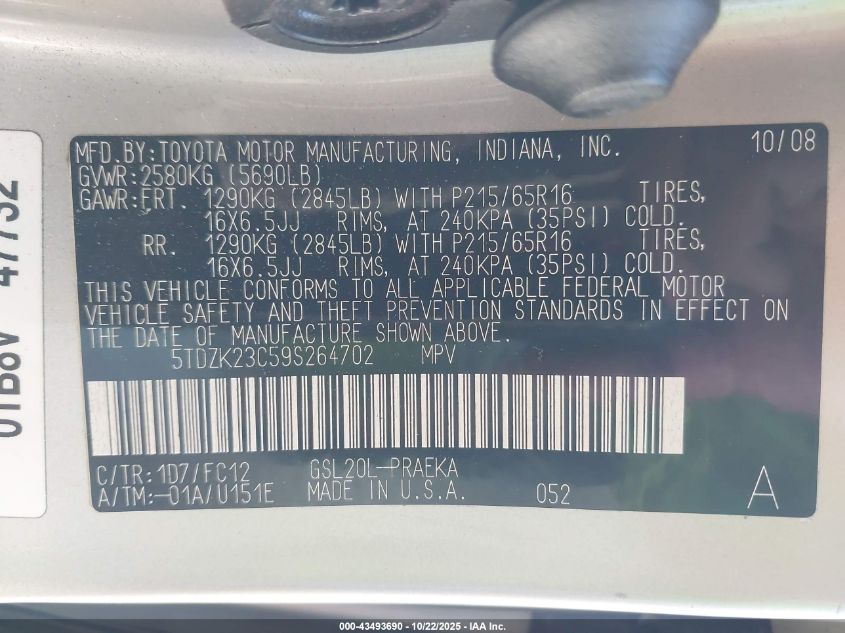 MFD.BY:TOYOTA MOTOR MANUFACTURING, INDIANA, INC. 10/08
GVWR:2580KG (5690LB)
GAWR:FRT. 1290KG (2845LB) WITH P215/65R16 TIRES,
16X6.5JJ RIMS, AT 240KPA (35PSI) COLD.
RR. 1290KG (2845LB) WITH P215/65R16 TIRES,
16X6.5JJ RIMS, AT 240KPA (35PSI) COLD.
THIS VEHICLE CONFORMS TO ALL APPLICABLE FEDERAL MOTOR
VEHICLE SAFETY AND THEFT PREVENTION STANDARDS IN EFFECT ON
THE DATE OF MANUFACTURE SHOWN ABOVE.
5TDZK23C59S264702 MPV
C/TR:1D7/FC12 GSL20L-PRAEKA
A/TM:-01A/U151E MADE IN U.S.A. 052 A
000-43493690 - 10/22/2025 - IAA Inc.